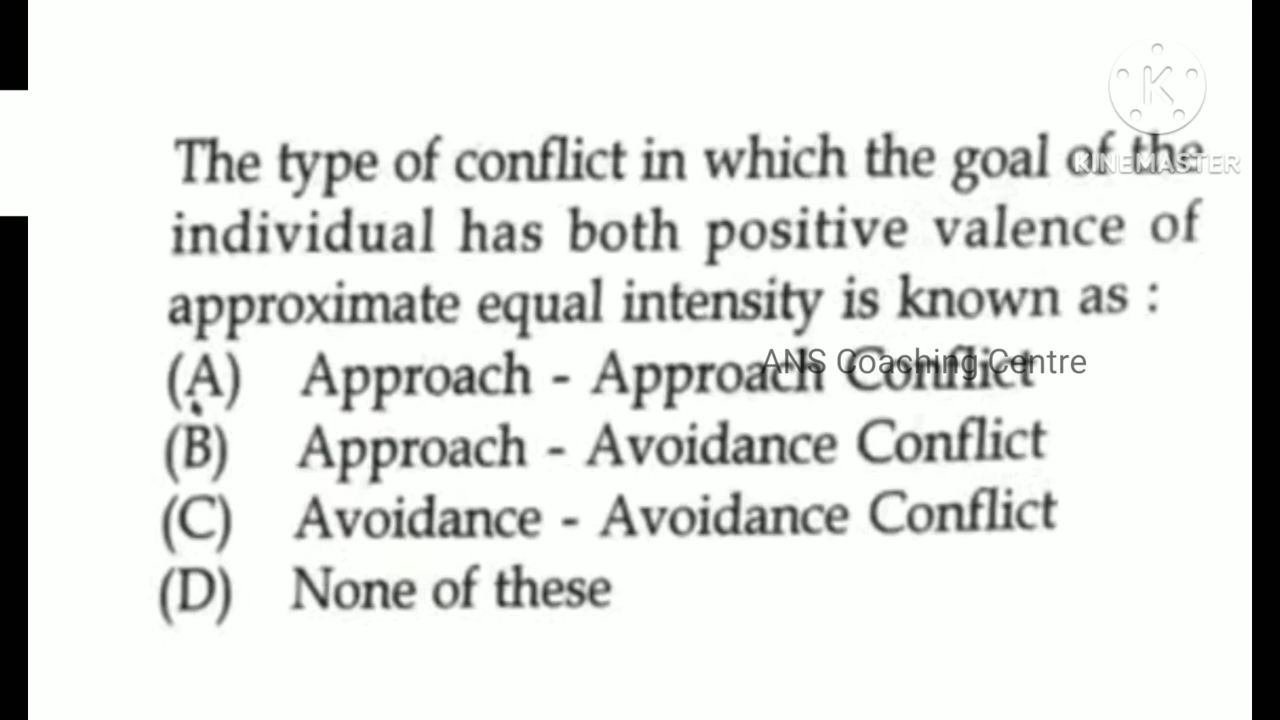 The type of conflict in which the goal of the
KINEMASTER
individual has both positive valence of
approximate equal intensity is known as :
(A) Approach - Approach Conflict
ANS Coaching Centre
(B) Approach - Avoidance Conflict
(C) Avoidance - Avoidance Conflict
(D) None of these